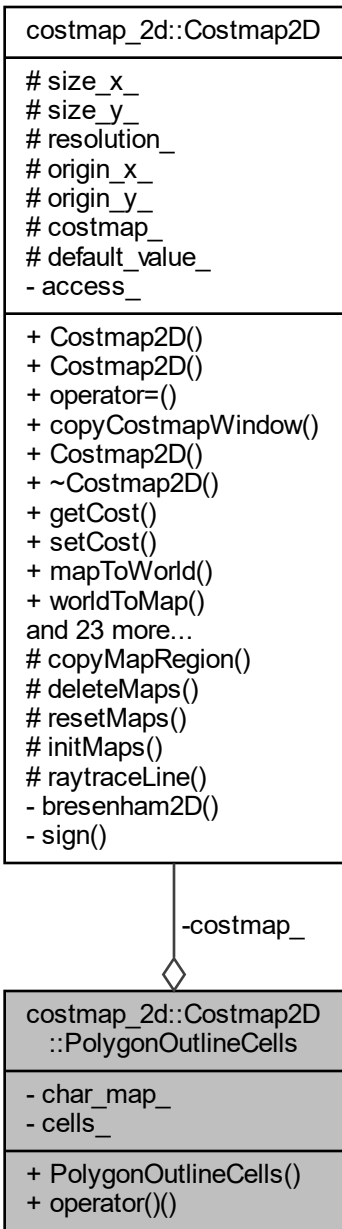 costmap_2d::Costmap2D
# size_x_
# size_y_
# resolution_
# origin_x_
# origin_y_
# costmap_
# default_value_
- access_
+ Costmap2D()
+ Costmap2D()
+ operator=()
+ copyCostmapWindow()
+ Costmap2D()
+ ~Costmap2D()
+ getCost()
+ setCost()
+ mapToWorld()
+ worldToMap()
and 23 more...
# copyMapRegion()
# deleteMaps()
# resetMaps()
# initMaps()
# raytraceLine()
- bresenham2D()
- sign()
-costmap_
costmap_2d::Costmap2D
::PolygonOutlineCells
- char_map_
- cells_
+ PolygonOutlineCells()
+ operator()()